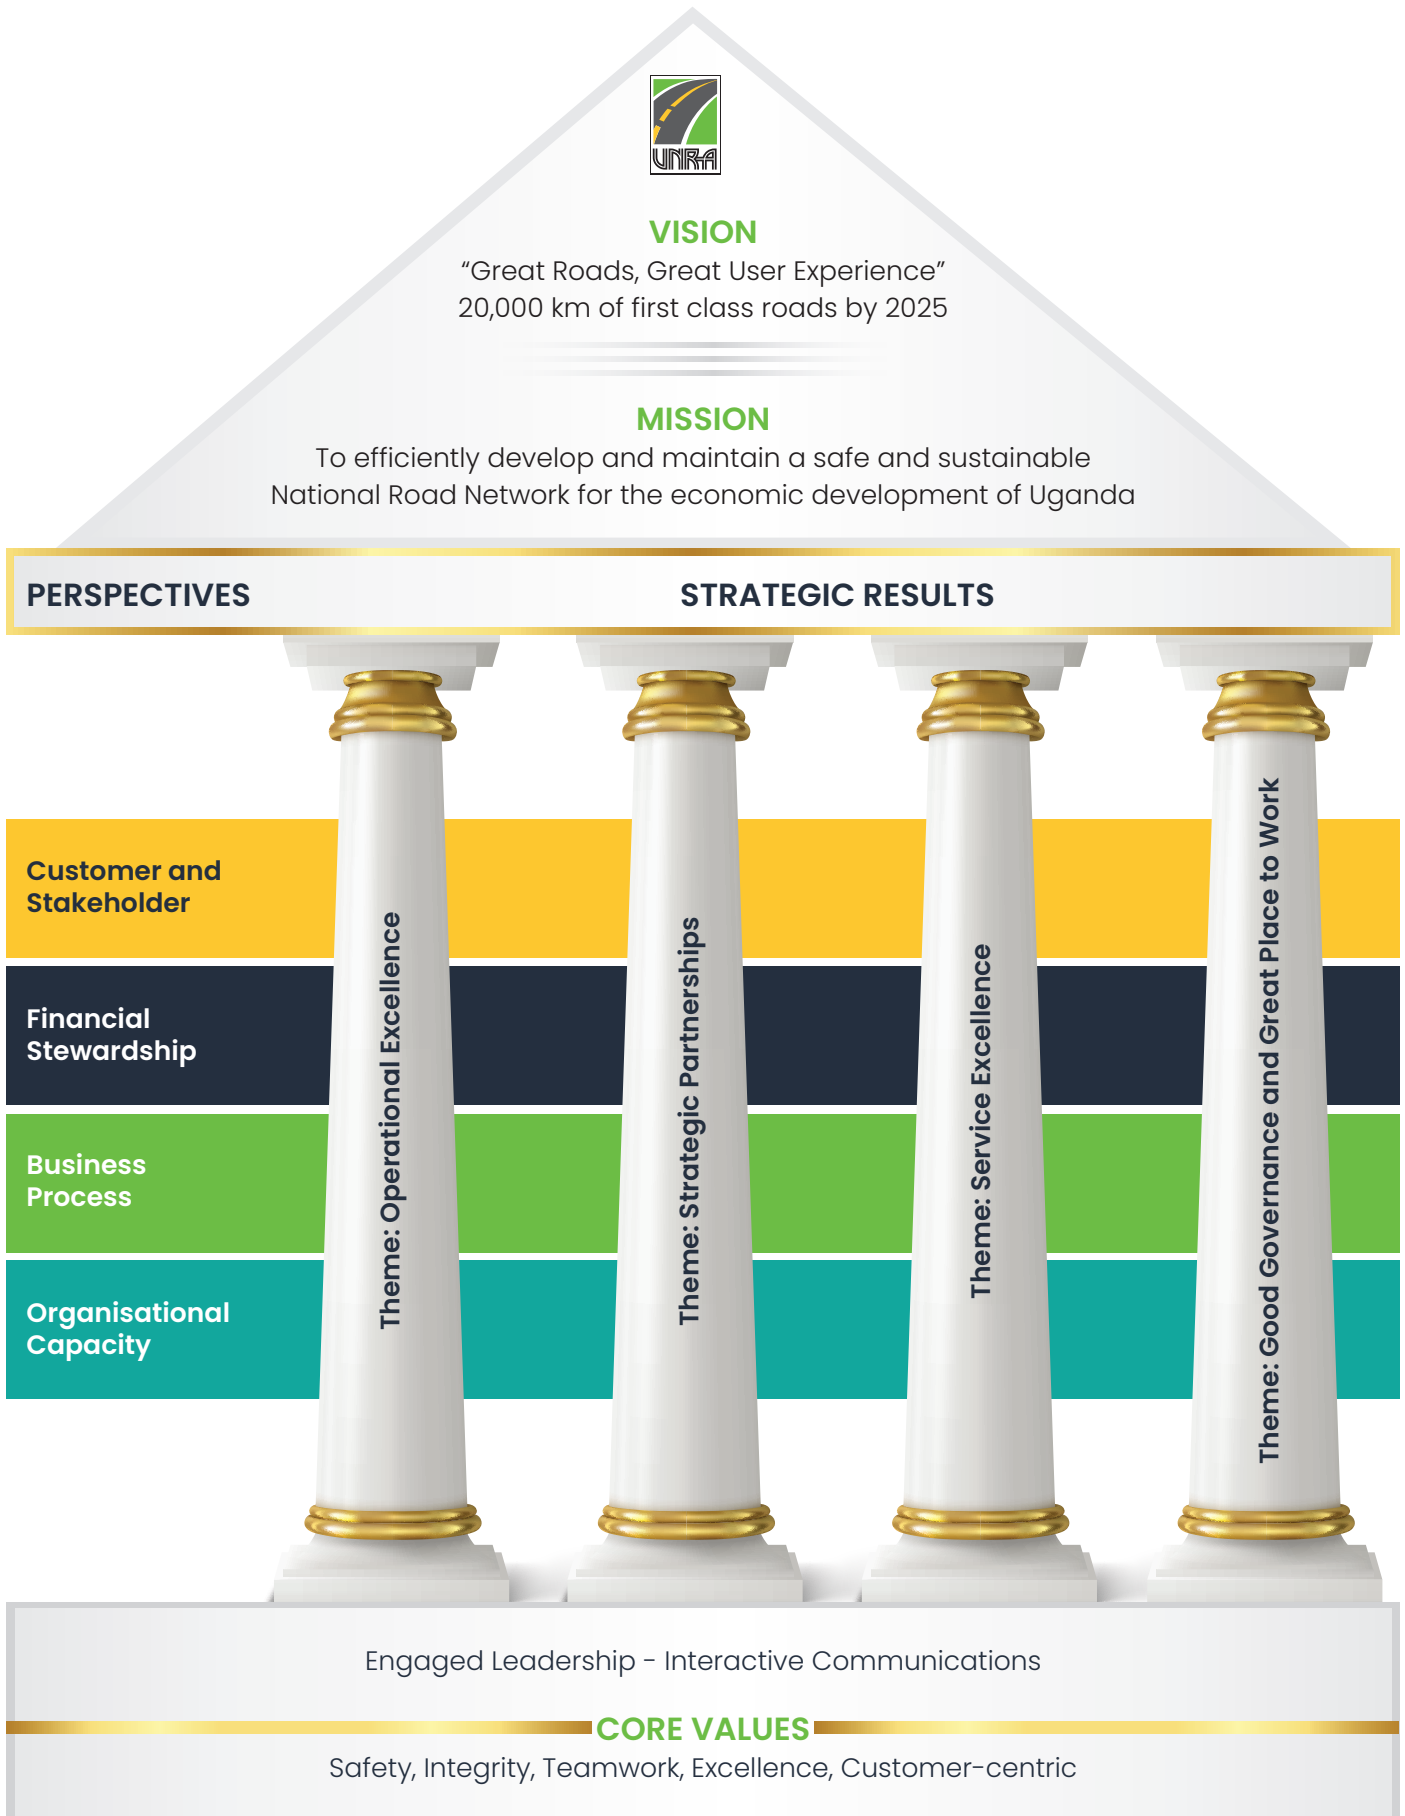 UNRA
VISION
“Great Roads, Great User Experience”
20,000 km of first class roads by 2025
MISSION
To efficiently develop and maintain a safe and sustainable
National Road Network for the economic development of Uganda
PERSPECTIVES
STRATEGIC RESULTS
Customer and
Stakeholder
Financial
Stewardship
Business
Process
Organisational
Capacity
Theme: Operational Excellence
Theme: Strategic Partnerships
Theme: Service Excellence
Theme: Good Governance and Great Place to Work
Engaged Leadership - Interactive Communications
CORE VALUES
Safety, Integrity, Teamwork, Excellence, Customer-centric